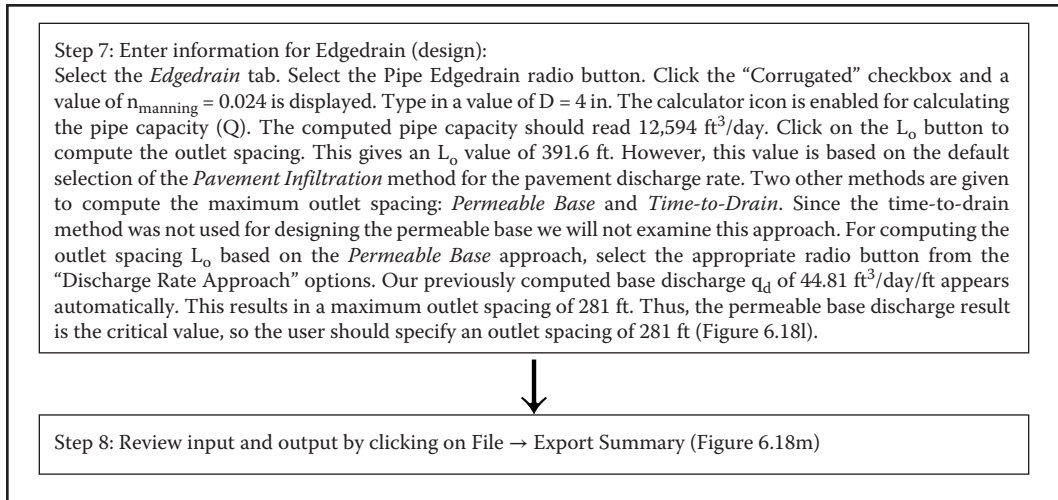 Step 7: Enter information for Edgedrain (design):
Select the Edgedrain tab. Select the Pipe Edgedrain radio button. Click the “Corrugated” checkbox and a
value of nmanning = 0.024 is displayed. Type in a value of D = 4 in. The calculator icon is enabled for calculating
the pipe capacity (Q). The computed pipe capacity should read 12,594 ft³/day. Click on the Lo button to
compute the outlet spacing. This gives an Lo value of 391.6 ft. However, this value is based on the default
selection of the Pavement Infiltration method for the pavement discharge rate. Two other methods are given
to compute the maximum outlet spacing: Permeable Base and Time-to-Drain. Since the time-to-drain
method was not used for designing the permeable base we will not examine this approach. For computing the
outlet spacing Lo based on the Permeable Base approach, select the appropriate radio button from the
“Discharge Rate Approach” options. Our previously computed base discharge qd of 44.81 ft³/day/ft appears
automatically. This results in a maximum outlet spacing of 281 ft. Thus, the permeable base discharge result
is the critical value, so the user should specify an outlet spacing of 281 ft (Figure 6.18l).
Step 8: Review input and output by clicking on File → Export Summary (Figure 6.18m)